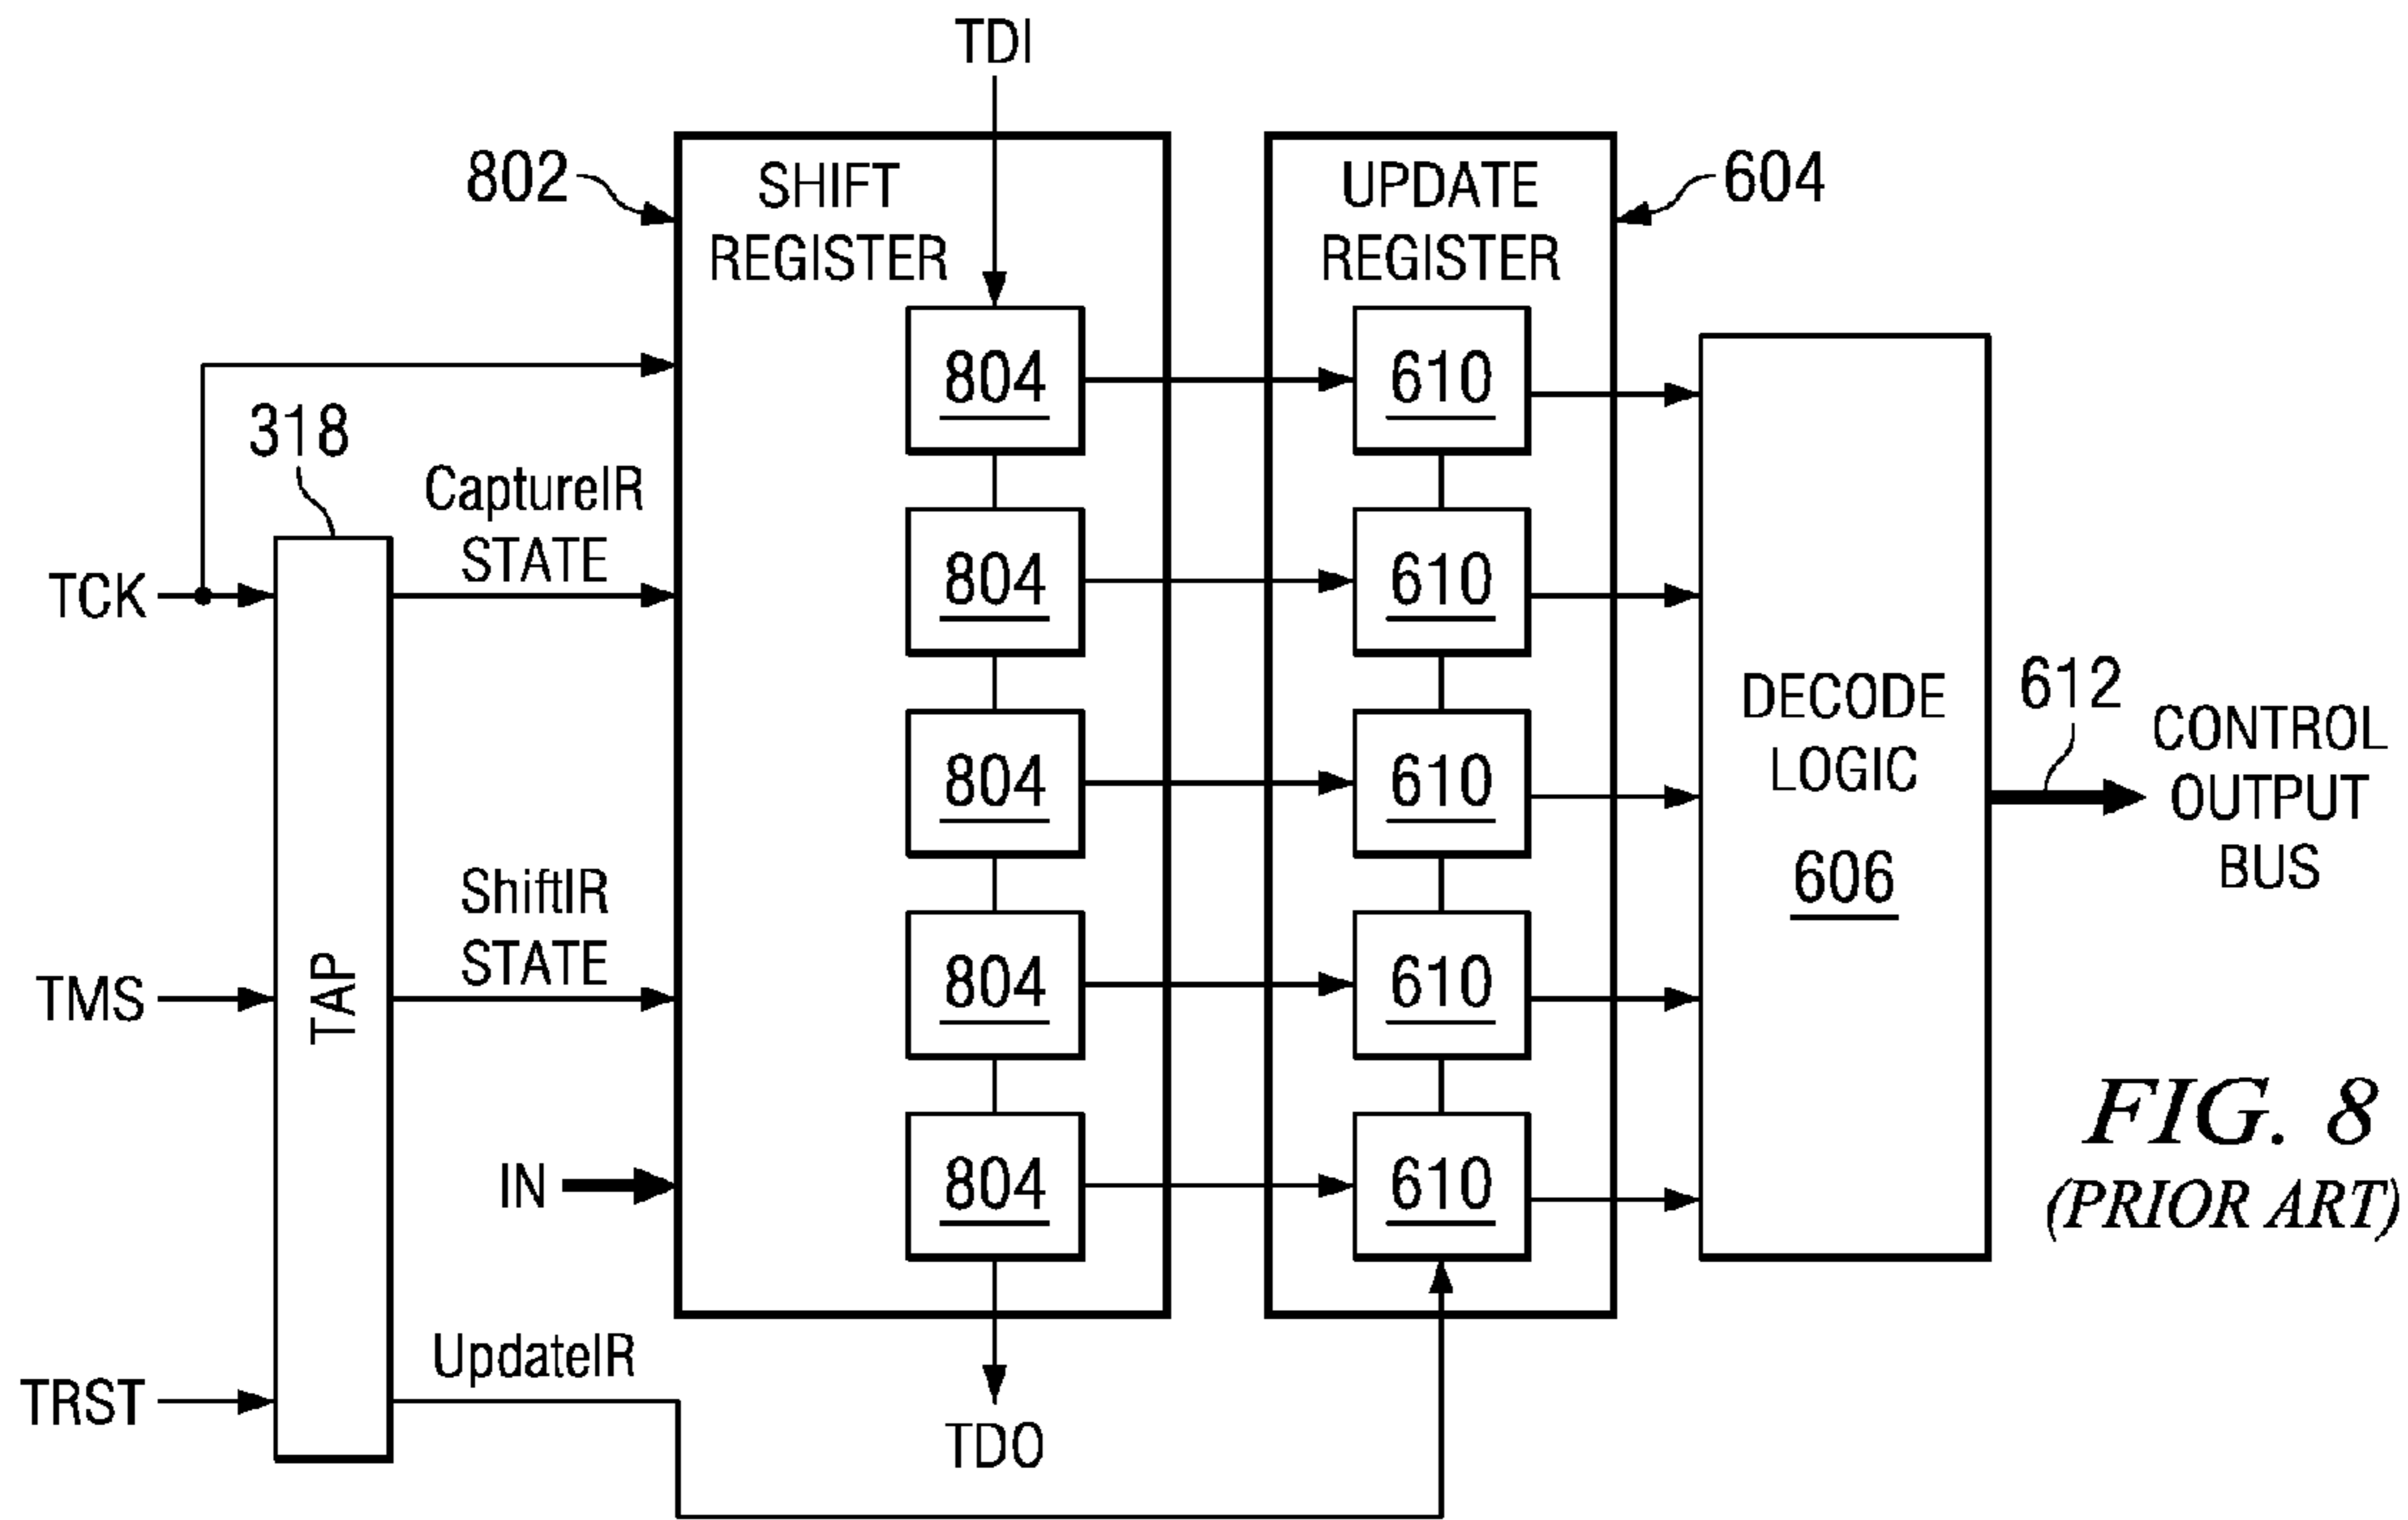 TDI
802
SHIFT
REGISTER
UPDATE
REGISTER
604
804
610
318
CaptureIR
STATE
TCK
804
610
804
610
DECODE
LOGIC
606
612
CONTROL
OUTPUT
BUS
ShiftIR
STATE
TMS
TAP
804
610
IN
804
610
UpdateIR
TRST
TDO
FIG. 8
(PRIOR ART)